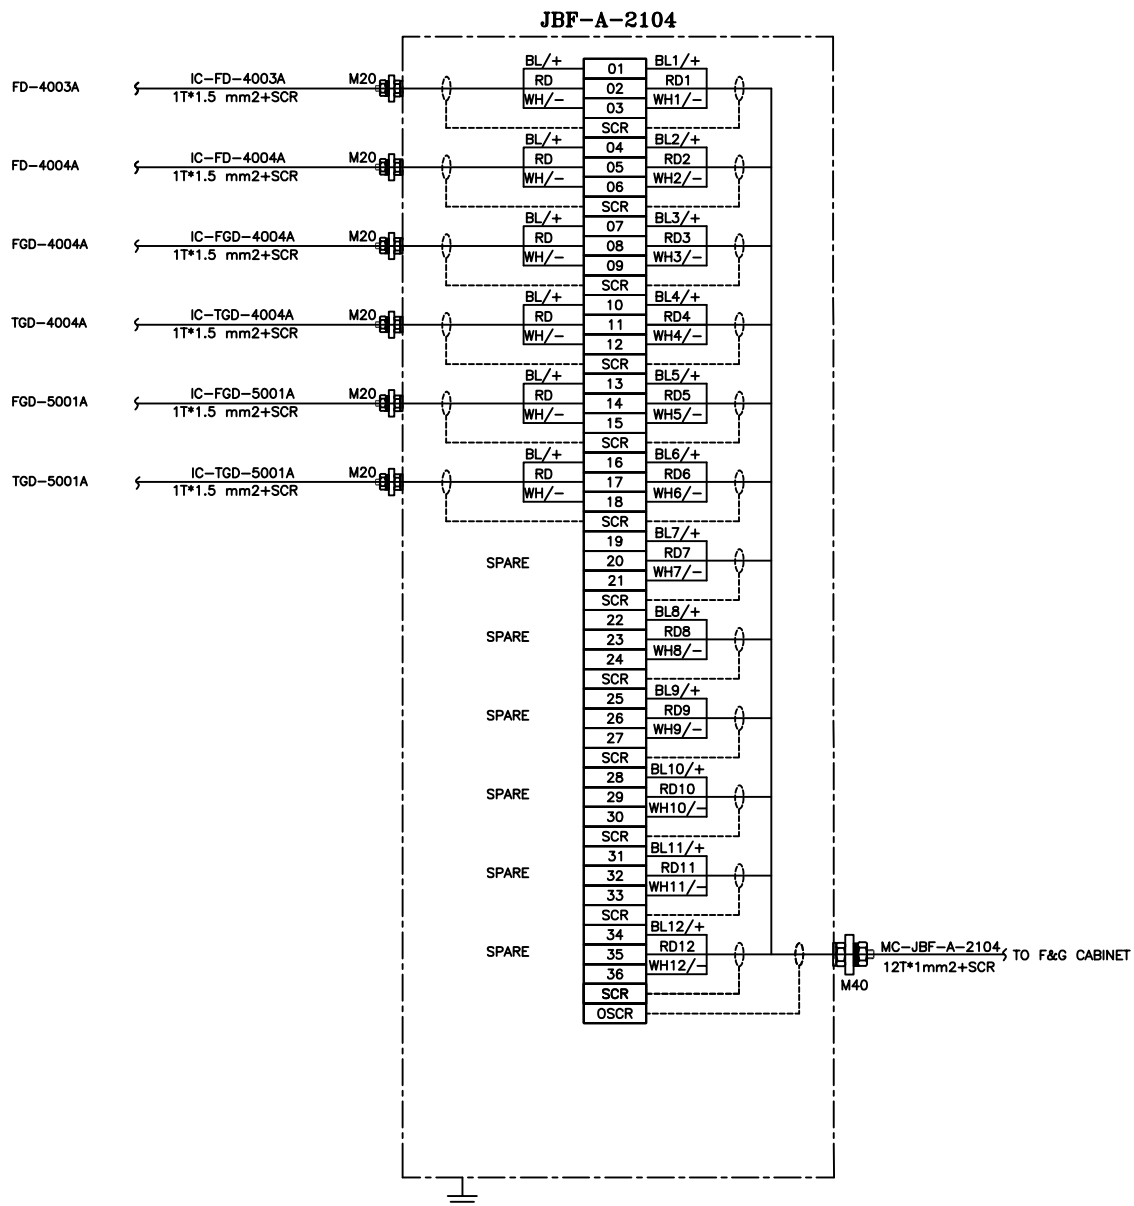 JBF-A-2104
BL/+ 01 BL1/+
FD-4003A IC-FD-4003A M20 RD 02 RD1
1T*1.5 mm2+SCR WH/- 03 WH1/-
SCR
BL/+ 04 BL2/+
FD-4004A IC-FD-4004A M20 RD 05 RD2
1T*1.5 mm2+SCR WH/- 06 WH2/-
SCR
BL/+ 07 BL3/+
FGD-4004A IC-FGD-4004A M20 RD 08 RD3
1T*1.5 mm2+SCR WH/- 09 WH3/-
SCR
BL/+ 10 BL4/+
TGD-4004A IC-TGD-4004A M20 RD 11 RD4
1T*1.5 mm2+SCR WH/- 12 WH4/-
SCR
BL/+ 13 BL5/+
FGD-5001A IC-FGD-5001A M20 RD 14 RD5
1T*1.5 mm2+SCR WH/- 15 WH5/-
SCR
BL/+ 16 BL6/+
TGD-5001A IC-TGD-5001A M20 RD 17 RD6
1T*1.5 mm2+SCR WH/- 18 WH6/-
SCR
19 BL7/+
SPARE 20 RD7
21 WH7/-
SCR
22 BL8/+
SPARE 23 RD8
24 WH8/-
SCR
25 BL9/+
SPARE 26 RD9
27 WH9/-
SCR
28 BL10/+
SPARE 29 RD10
30 WH10/-
SCR
31 BL11/+
SPARE 32 RD11
33 WH11/-
SCR
34 BL12/+
SPARE 35 RD12 MC-JBF-A-2104 TO F&G CABINET
36 WH12/- 12T*1mm2+SCR
SCR M40
OSCR